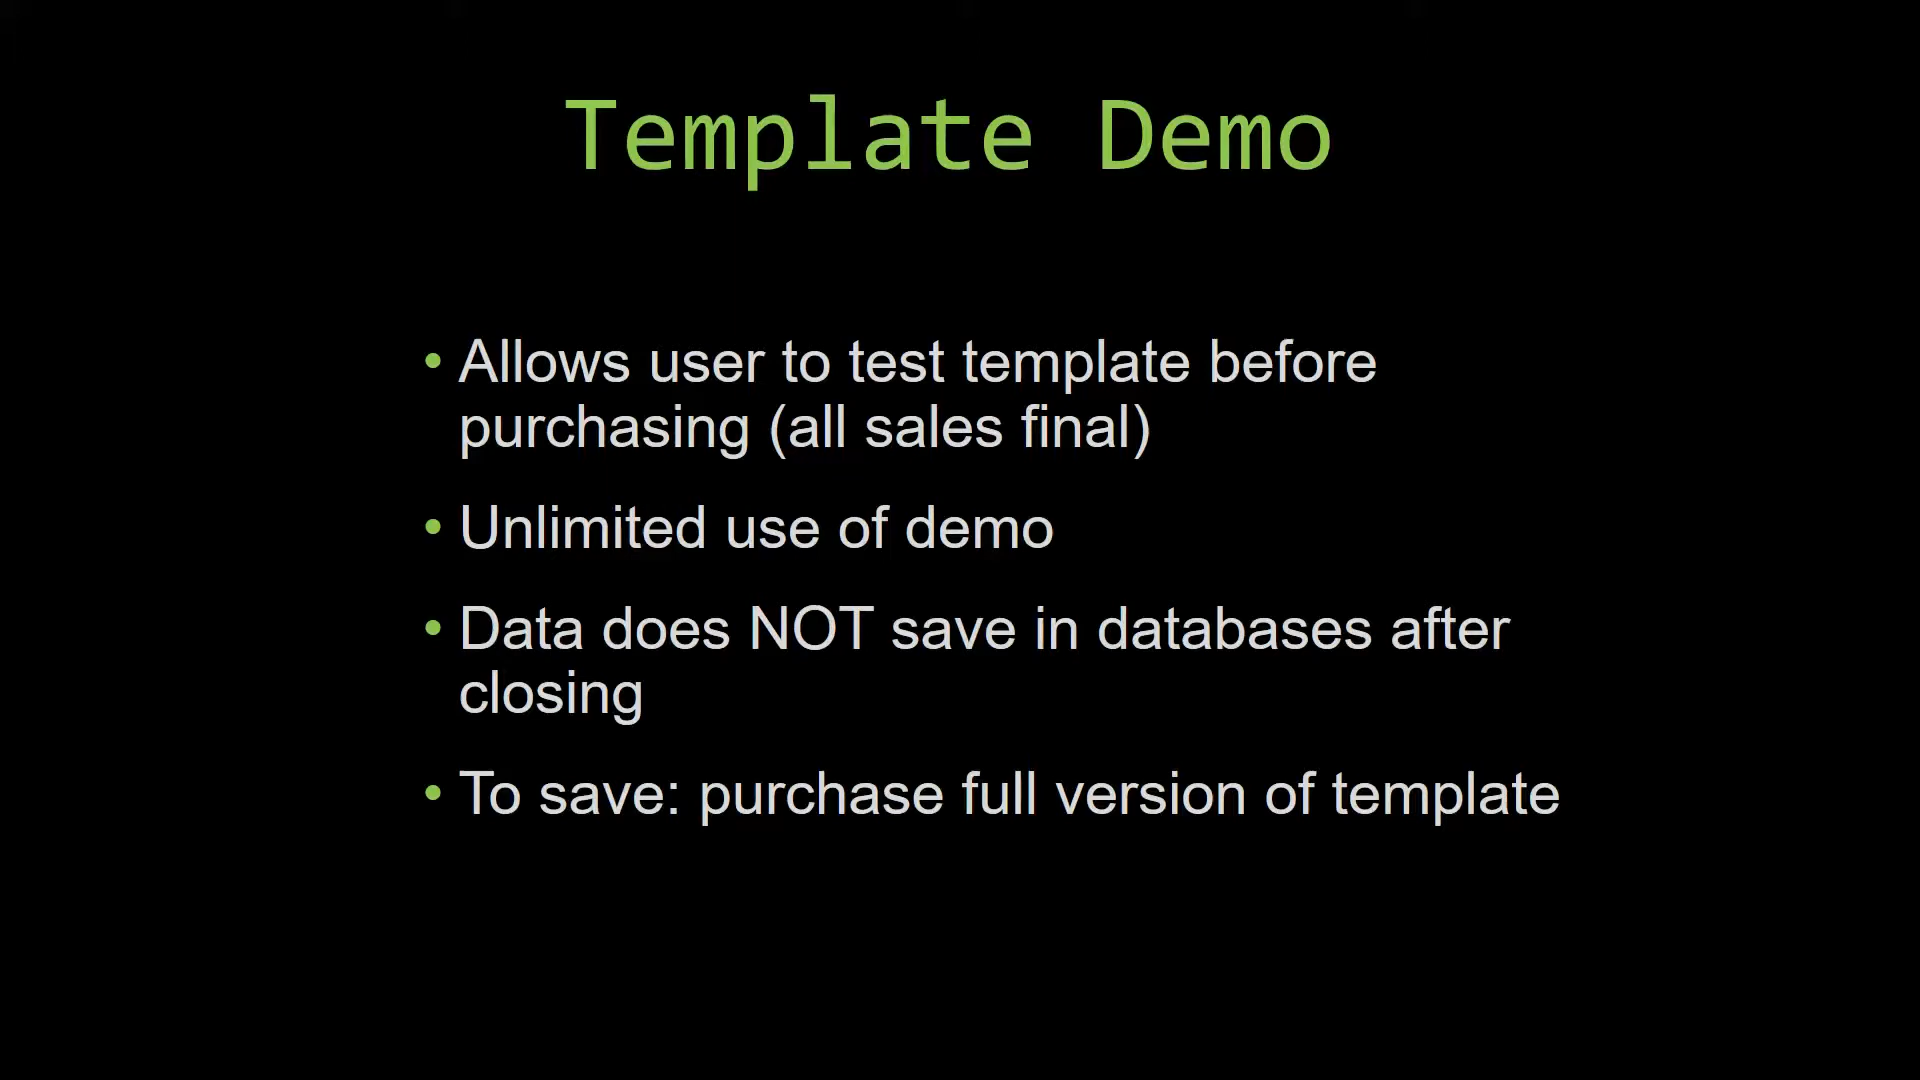 Template Demo
• Allows user to test template before
purchasing (all sales final)
• Unlimited use of demo
• Data does NOT save in databases after
closing
• To save: purchase full version of template